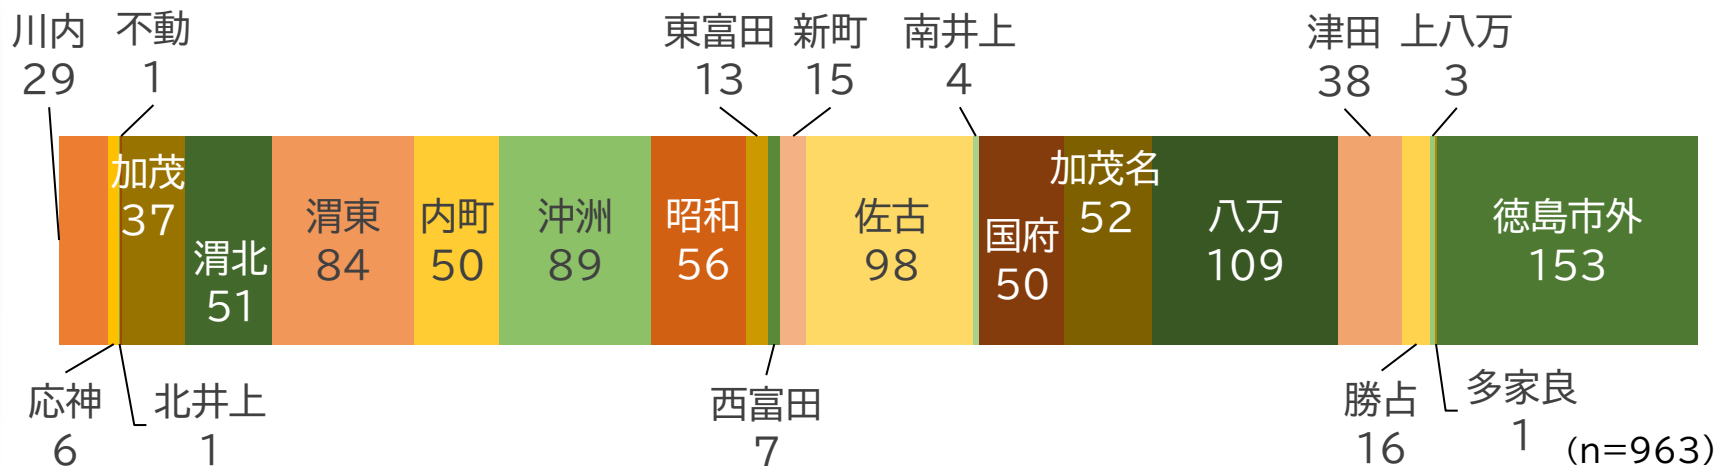 川内
29
不動
1
東富田
13
新町
15
南井上
4
津田
38
上八万
3
加茂
37
渭北
51
渭東
84
内町
50
沖洲
89
昭和
56
佐古
98
国府
50
加茂名
52
八万
109
徳島市外
153
応神
6
北井上
1
西富田
7
勝占
16
多家良
1
(n=963)